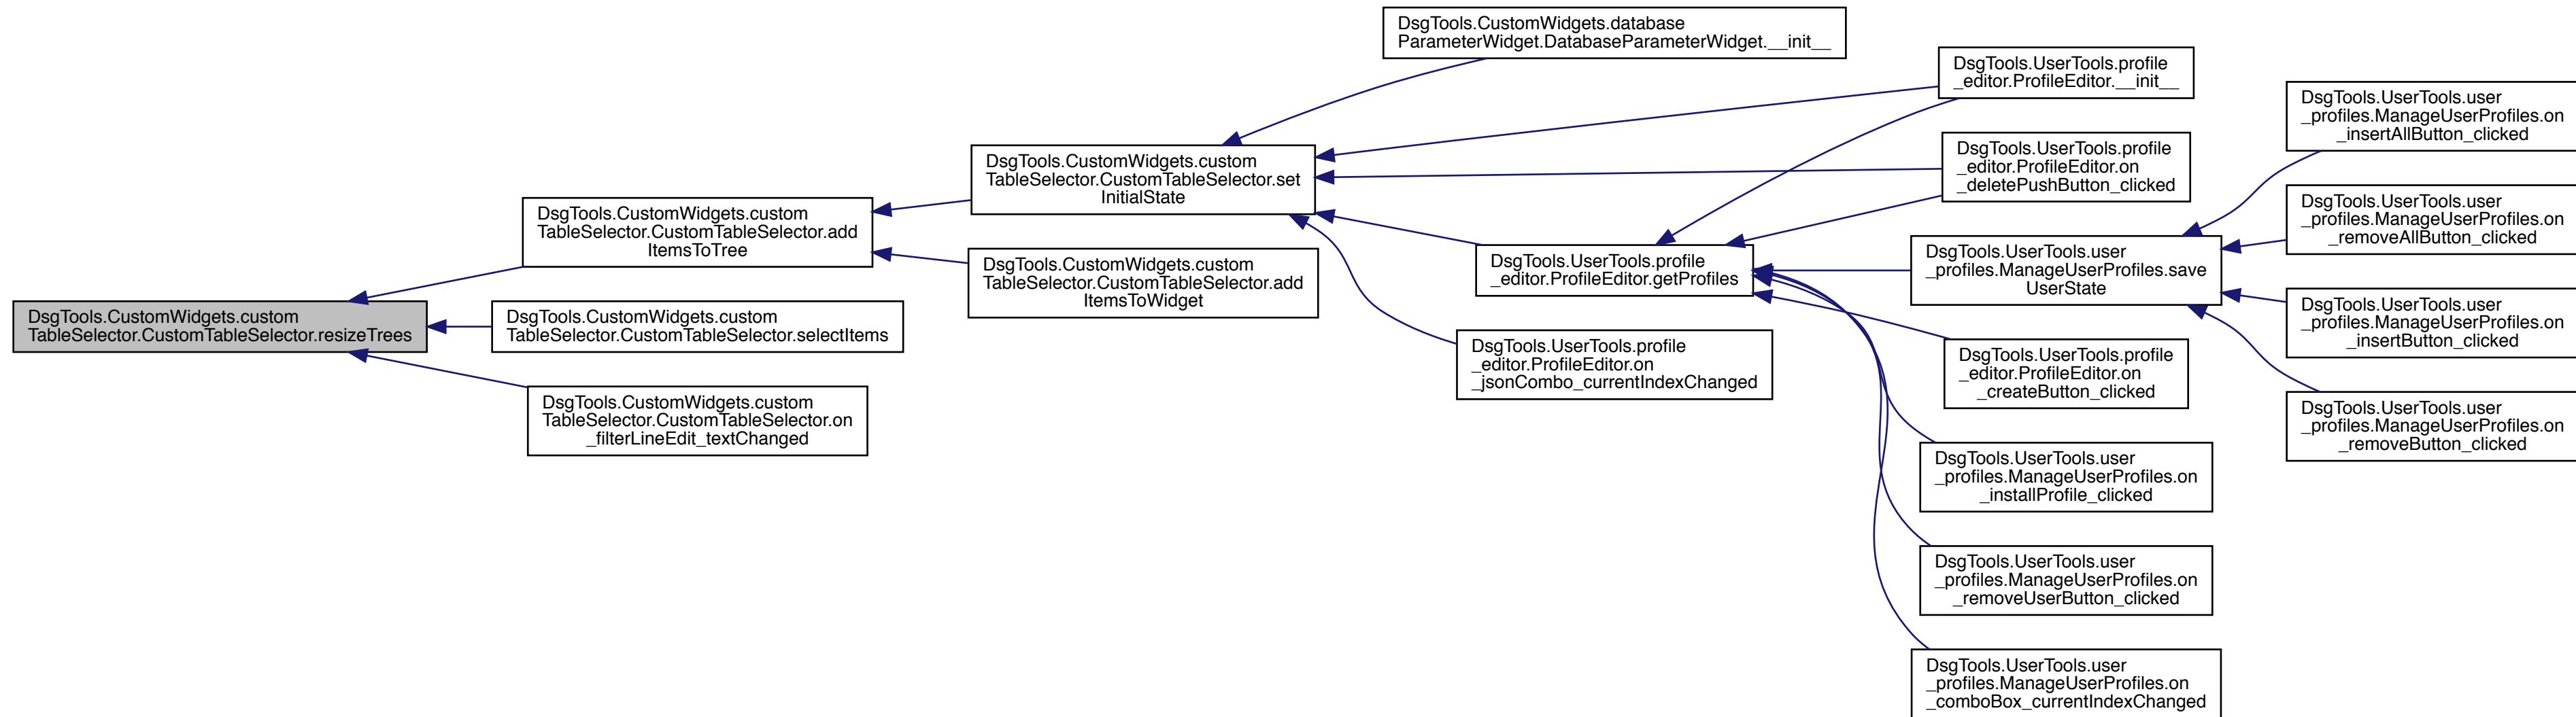 DsgTools.CustomWidgets.custom
TableSelector.CustomTableSelector.resizeTrees
DsgTools.CustomWidgets.custom
TableSelector.CustomTableSelector.add
ItemsToTree
DsgTools.CustomWidgets.custom
TableSelector.CustomTableSelector.selectItems
DsgTools.CustomWidgets.custom
TableSelector.CustomTableSelector.on
_filterLineEdit_textChanged
DsgTools.CustomWidgets.custom
TableSelector.CustomTableSelector.set
InitialState
DsgTools.CustomWidgets.custom
TableSelector.CustomTableSelector.add
ItemsToWidget
DsgTools.CustomWidgets.database
ParameterWidget.DatabaseParameterWidget.__init__
DsgTools.UserTools.profile
_editor.ProfileEditor.getProfiles
DsgTools.UserTools.profile
_editor.ProfileEditor.on
_jsonCombo_currentIndexChanged
DsgTools.UserTools.profile
_editor.ProfileEditor.__init__
DsgTools.UserTools.profile
_editor.ProfileEditor.on
_deletePushButton_clicked
DsgTools.UserTools.user
_profiles.ManageUserProfiles.save
UserState
DsgTools.UserTools.profile
_editor.ProfileEditor.on
_createButton_clicked
DsgTools.UserTools.user
_profiles.ManageUserProfiles.on
_installProfile_clicked
DsgTools.UserTools.user
_profiles.ManageUserProfiles.on
_removeUserButton_clicked
DsgTools.UserTools.user
_profiles.ManageUserProfiles.on
_comboBox_currentIndexChanged
DsgTools.UserTools.user
_profiles.ManageUserProfiles.on
_insertAllButton_clicked
DsgTools.UserTools.user
_profiles.ManageUserProfiles.on
_removeAllButton_clicked
DsgTools.UserTools.user
_profiles.ManageUserProfiles.on
_insertButton_clicked
DsgTools.UserTools.user
_profiles.ManageUserProfiles.on
_removeButton_clicked